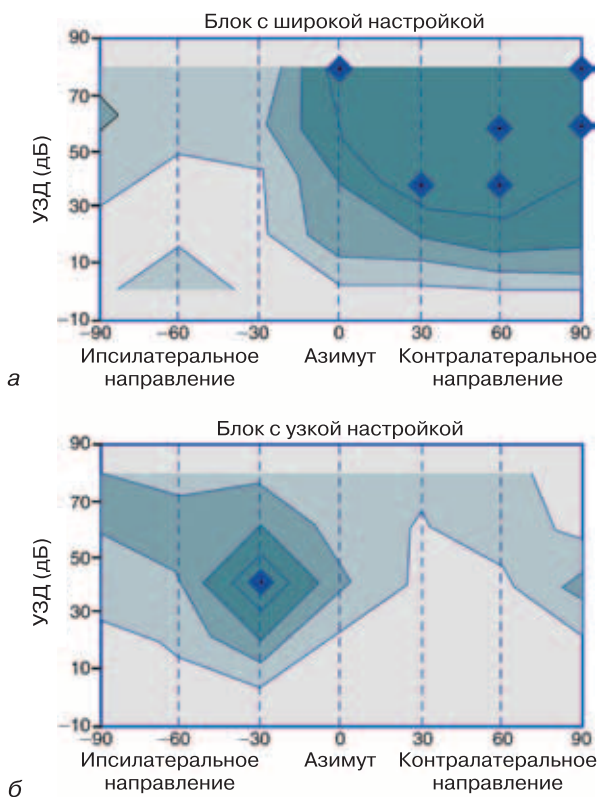 Блок с широкой настройкой
90
70
50
30
10
–10
УЗД (дБ)
–90 –60 –30 0 30 60 90
Ипсилатеральное Азимут Контралатеральное
направление направление
а
Блок с узкой настройкой
90
70
50
30
10
–10
УЗД (дБ)
–90 –60 –30 0 30 60 90
Ипсилатеральное Азимут Контралатеральное
направление направление
б